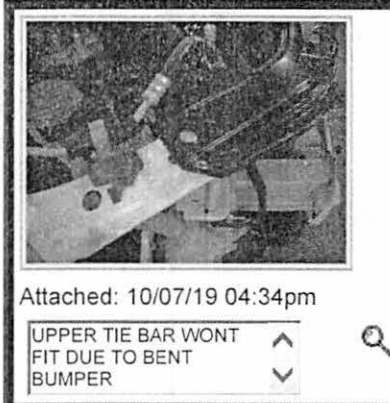 Attached: 10/07/19 04:34pm
UPPER TIE BAR WONT
FIT DUE TO BENT
BUMPER